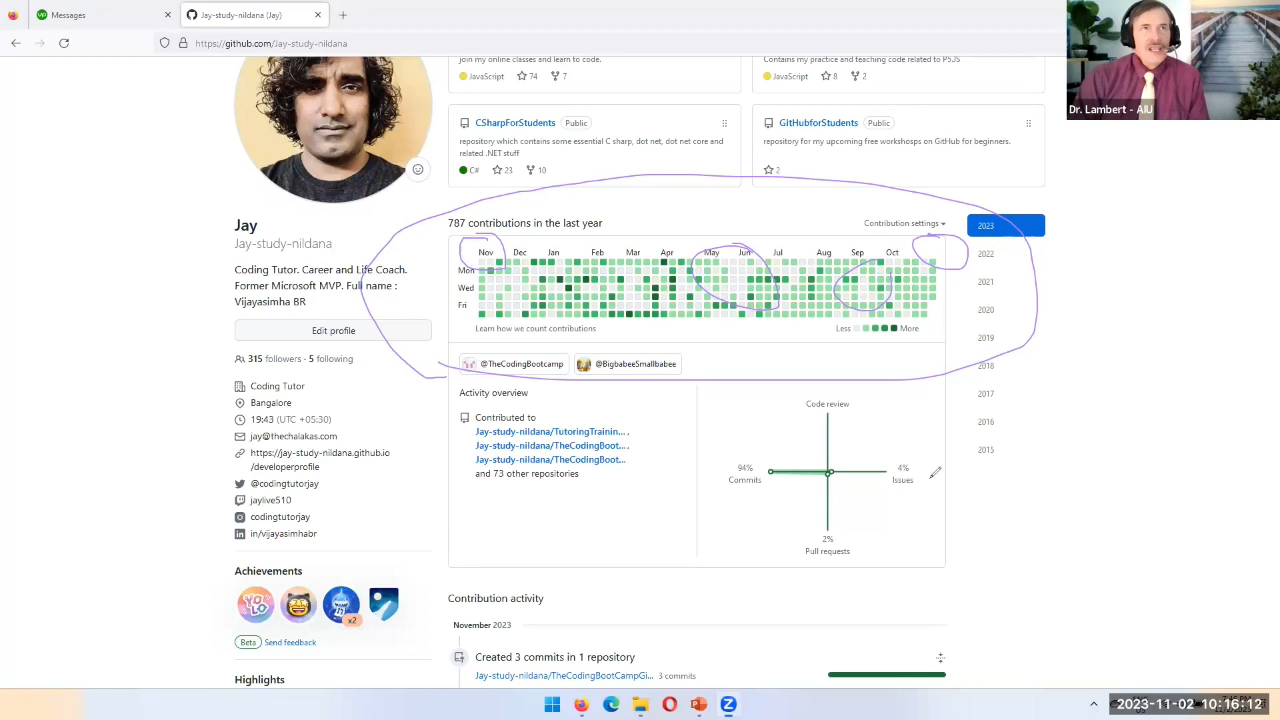 Messages
Jay-study-nildana (Jay)
https://github.com/Jay-study-nildana
join my online classes and learn to code.
JavaScript 74 7
Contains my practice and teaching code related to P5JS
JavaScript 8 2
CSharpForStudents Public
repository which contains some essential C sharp, dot net, dot net core and
related .NET stuff
C# 23 10
GitHubforStudents Public
repository for my upcoming free workshosps on GitHub for beginners.
2
Dr. Lambert - AIU
Jay
Jay-study-nildana
Coding Tutor. Career and Life Coach.
Former Microsoft MVP. Full name :
Vijayasimha BR
Edit profile
315 followers · 5 following
Coding Tutor
Bangalore
19:43 (UTC +05:30)
jay@thechalakas.com
https://jay-study-nildana.github.io
/developerprofile
@codingtutorjay
jaylive510
codingtutorjay
in/vijayasimhabr
Achievements
x2
Beta Send feedback
Highlights
787 contributions in the last year
Contribution settings
Nov Dec Jan Feb Mar Apr May Jun Jul Aug Sep Oct
Mon
Wed
Fri
Learn how we count contributions
Less More
@TheCodingBootcamp @BigbabeeSmallbabee
Activity overview
Contributed to
Jay-study-nildana/TutoringTrainin... ,
Jay-study-nildana/TheCodingBoot... ,
Jay-study-nildana/TheCodingBoot...
and 73 other repositories
Code review
94%
Commits
4%
Issues
2%
Pull requests
Contribution activity
November 2023
Created 3 commits in 1 repository
Jay-study-nildana/TheCodingBootCampGi... 3 commits
2023
2022
2021
2020
2019
2018
2017
2016
2015
2023-11-02 10:16:12